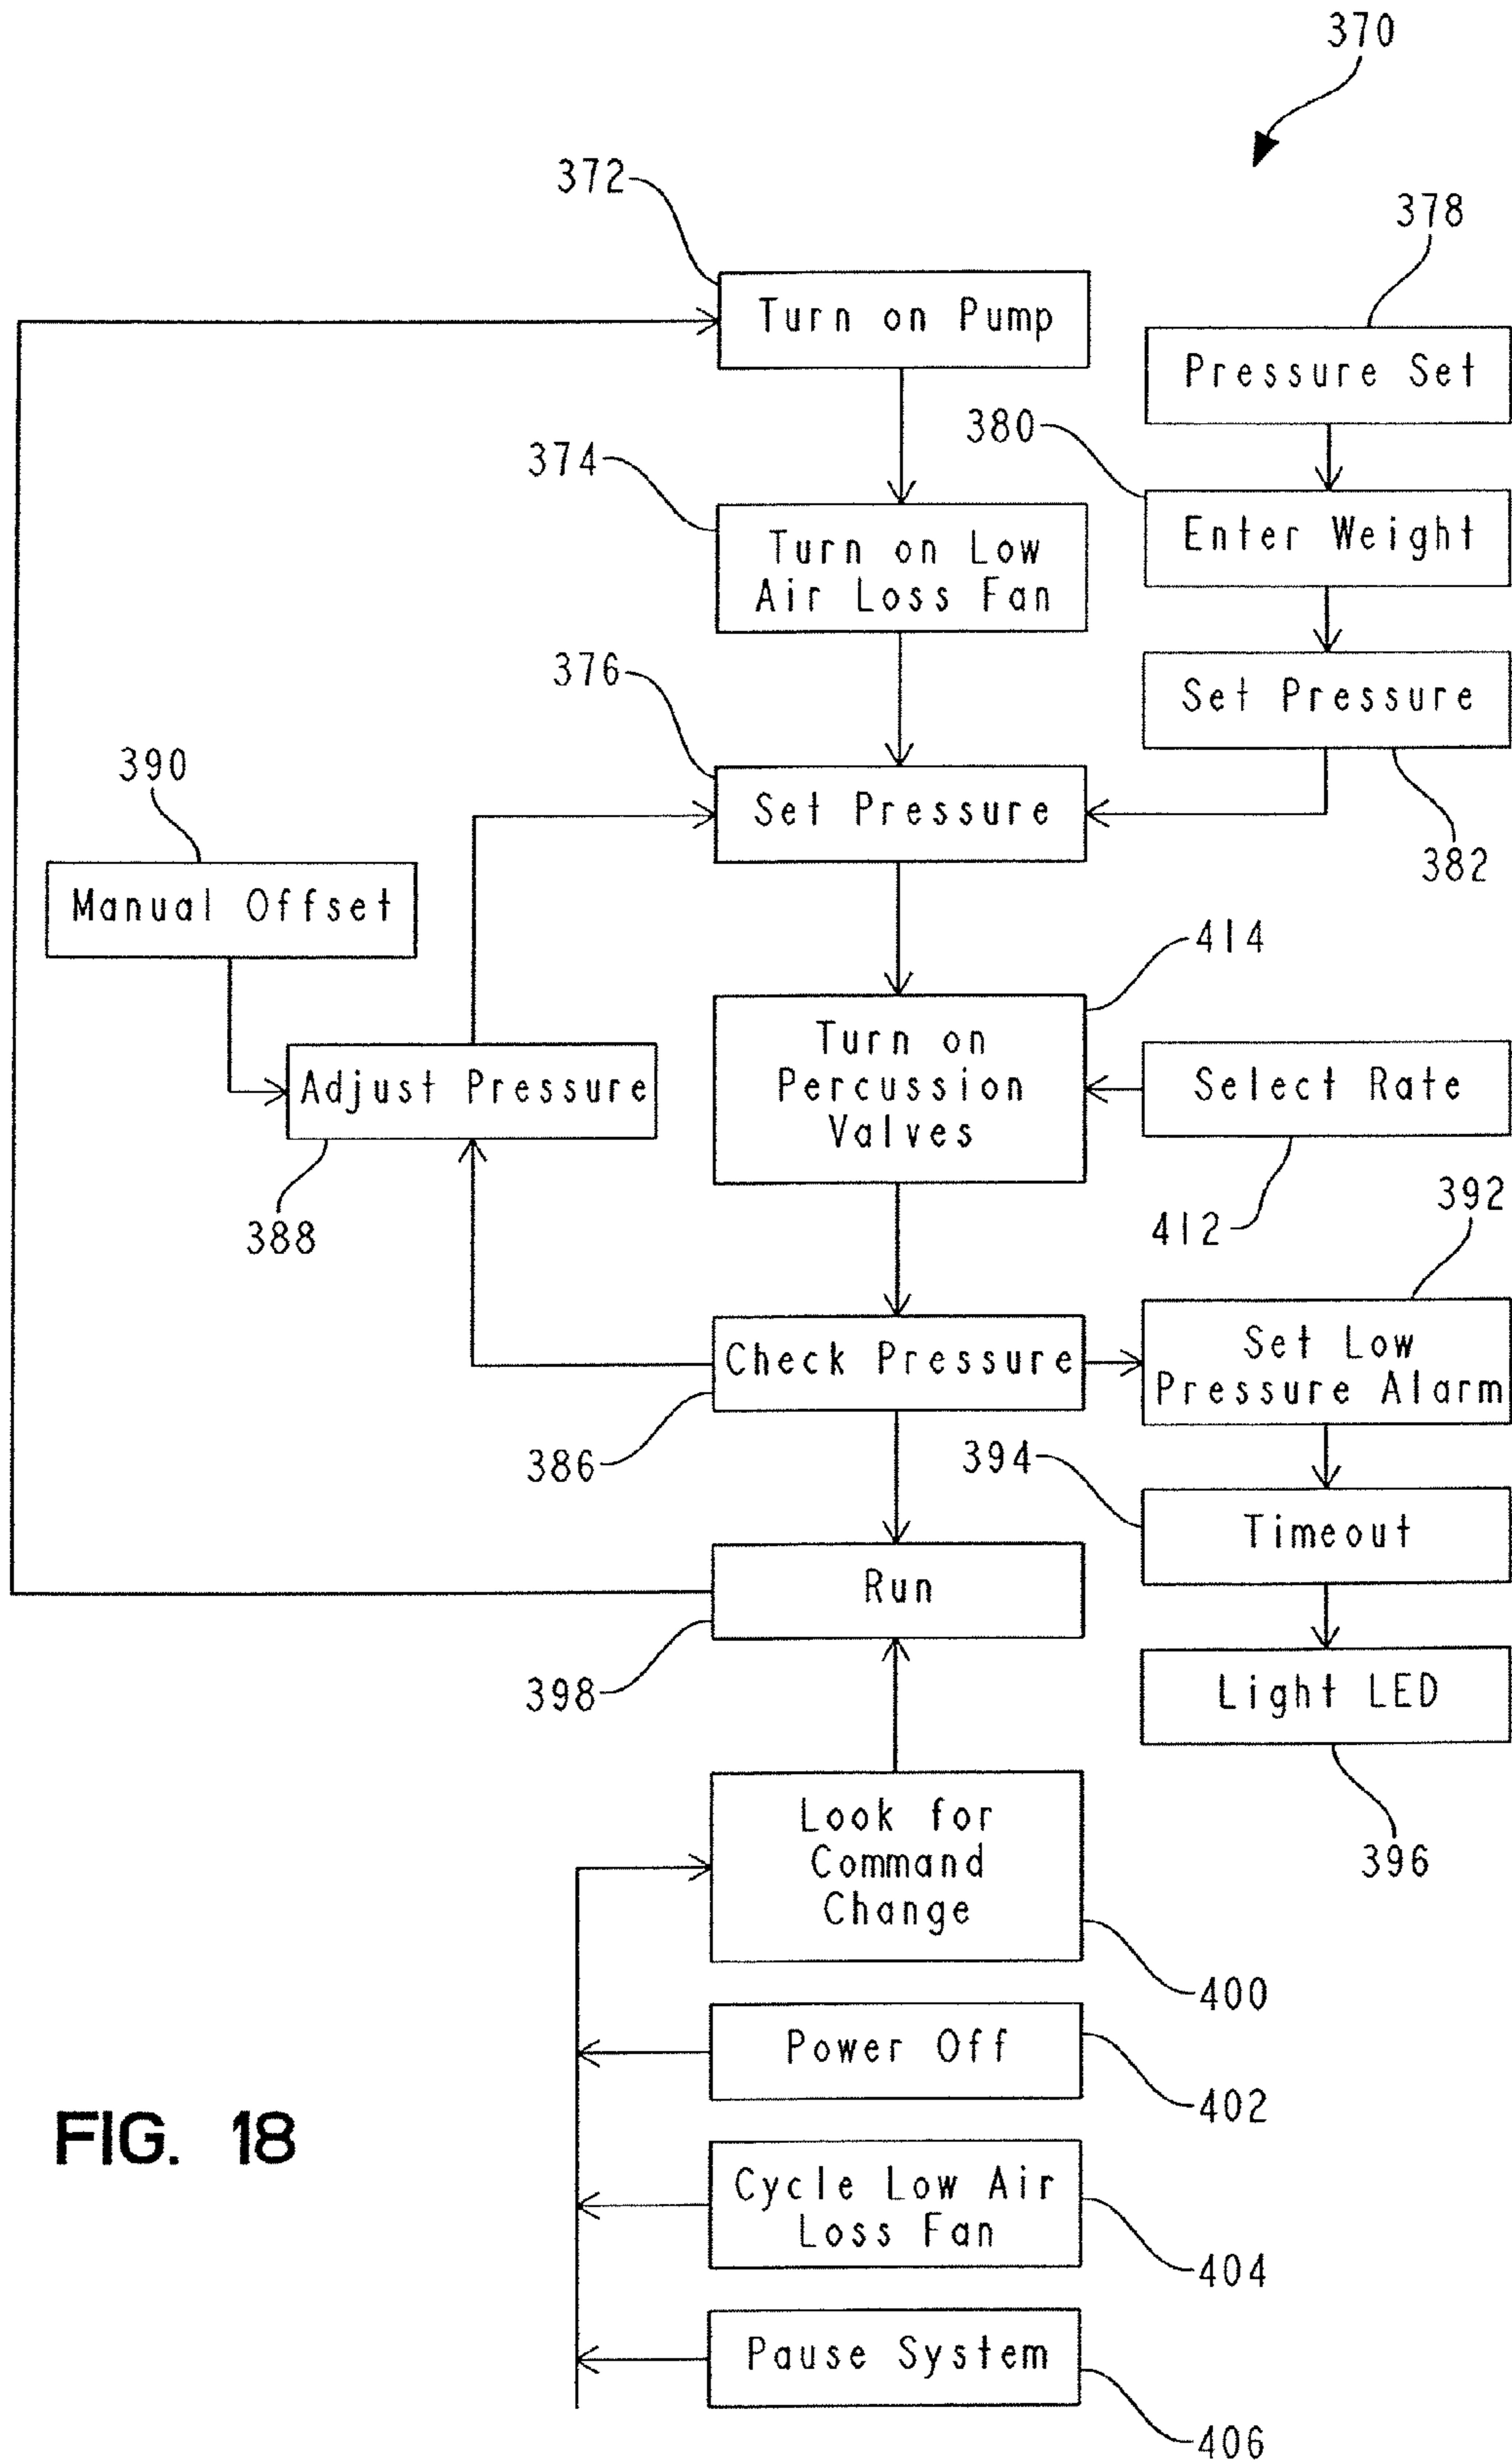 370
372
378
Turn on Pump
Pressure Set
380
374
Enter Weight
Turn on Low
Air Loss Fan
376
Set Pressure
390
Set Pressure
382
Manual Offset
414
Turn on
Percussion
Valves
Adjust Pressure
Select Rate
388
412
392
Check Pressure
Set Low
Pressure Alarm
386
394
Timeout
Run
398
Light LED
Look for
Command
Change
396
400
Power Off
402
FIG. 18
Cycle Low Air
Loss Fan
404
Pause System
406